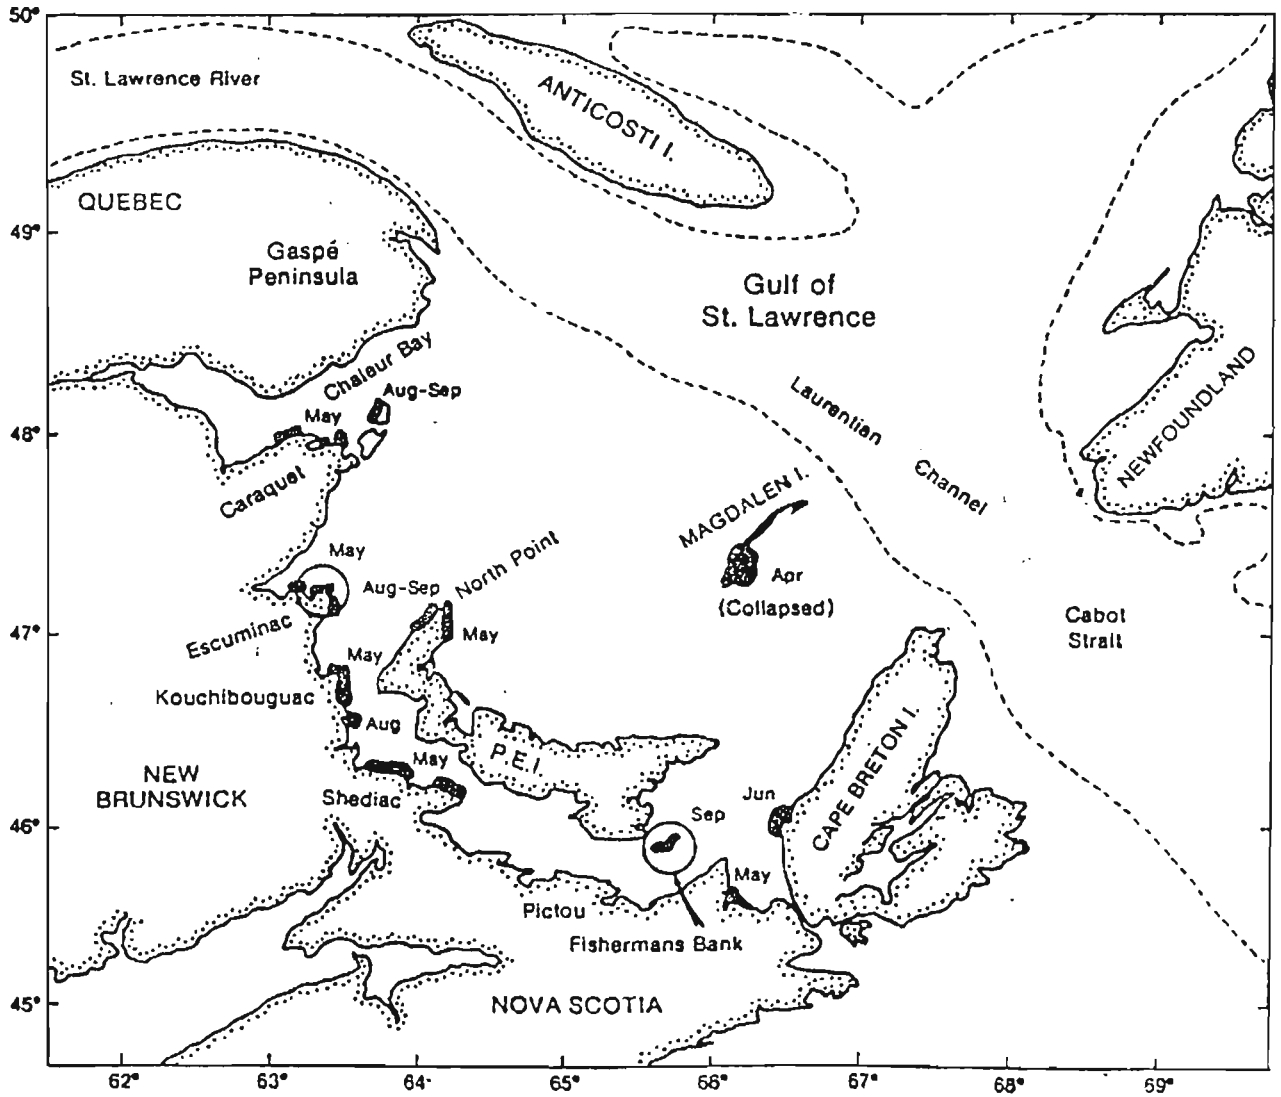 50°
St. Lawrence River
ANTICOSTI I.
QUEBEC
49°
Gaspé
Peninsula
Gulf of
St. Lawrence
Chaleur Bay
Aug-Sep
May
48°
Caraquet
Laurentian
Channel
NEWFOUNDLAND
MAGDALEN I.
Apr
(Collapsed)
May
Aug-Sep
North Point
May
47°
Escuminac
Cabot
Strait
May
Kouchibouguac
Aug
May
P.E.I.
NEW
BRUNSWICK
Shediac
CAPE BRETON I.
Jun
Sep
46°
May
Pictou
Fishermans Bank
45°
NOVA SCOTIA
62°
63°
64°
65°
66°
67°
68°
69°